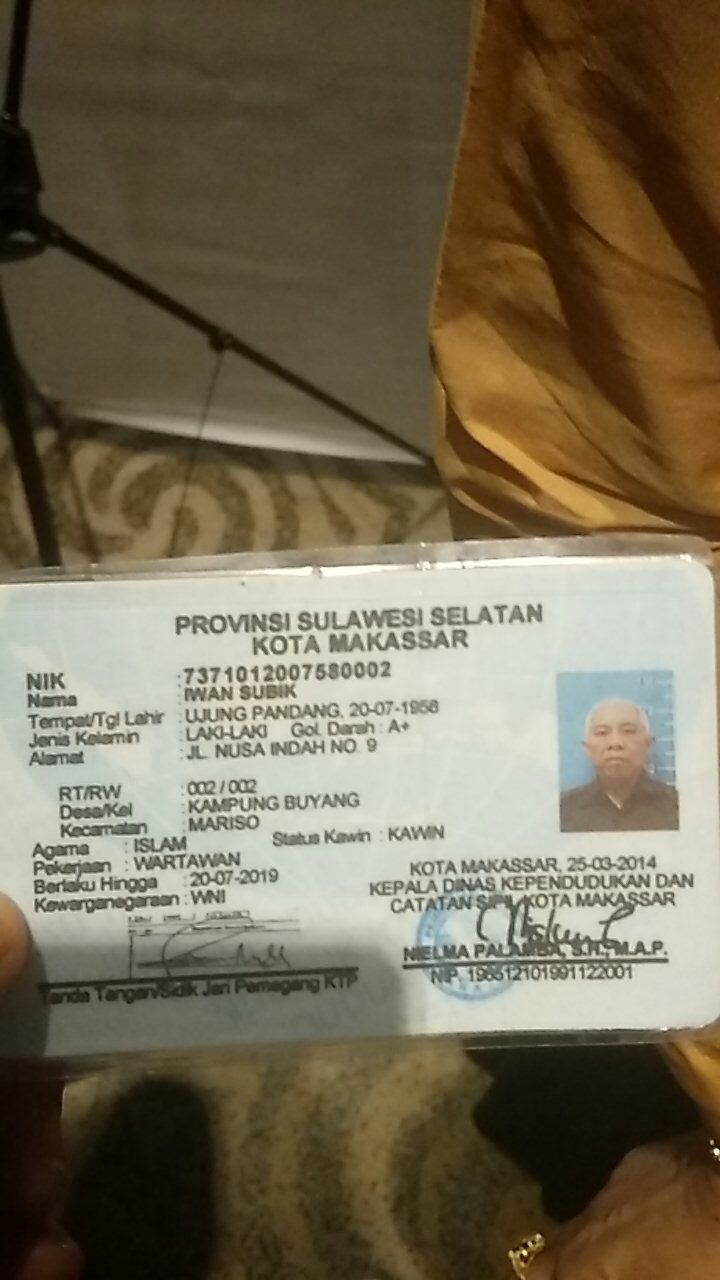 PROVINSI SULAWESI SELATAN
KOTA MAKASSAR
NIK : 7371012007580002
Nama : IWAN SUBIK
Tempat/Tgl Lahir : UJUNG PANDANG, 20-07-1958
Jenis Kelamin : LAKI-LAKI Gol. Darah : A+
Alamat : JL. NUSA INDAH NO. 9
RT/RW : 002 / 002
Desa/Kel : KAMPUNG BUYANG
Kecamatan : MARISO
Agama : ISLAM Status Kawin : KAWIN
Pekerjaan : WARTAWAN
Berlaku Hingga : 20-07-2019
Kewarganegaraan : WNI
KOTA MAKASSAR, 25-03-2014
KEPALA DINAS KEPENDUDUKAN DAN
CATATAN SIPIL KOTA MAKASSAR
NIELMA PALAMBA, S.H., M.A.P.
NIP. 196512101991122001
Tanda Tangan/Sidik Jari Pemegang KTP